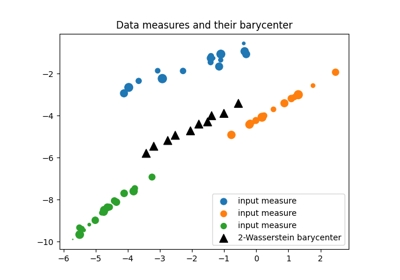 Data measures and their barycenter
−2
−4
−6
−8
−10
input measure
input measure
input measure
2-Wasserstein barycenter
−6 −5 −4 −3 −2 −1 0 1 2